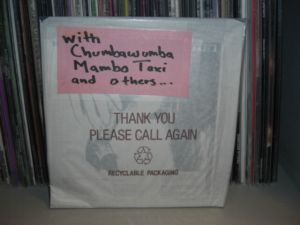 with
Chumbawumba
Mambo Taxi
and others...
THANK YOU
PLEASE CALL AGAIN
RECYCLABLE PACKAGING